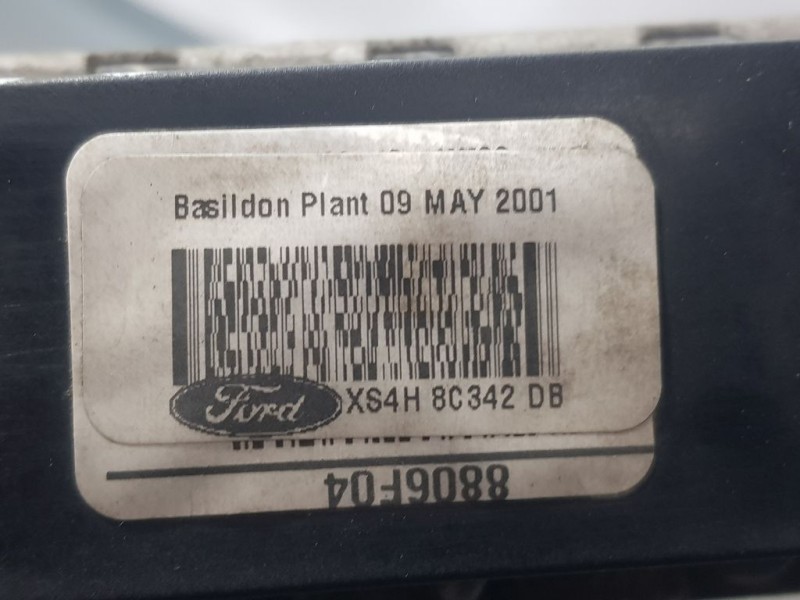 Basildon Plant 09 MAY 2001
Ford XS4H 8C342 DB
8806F04